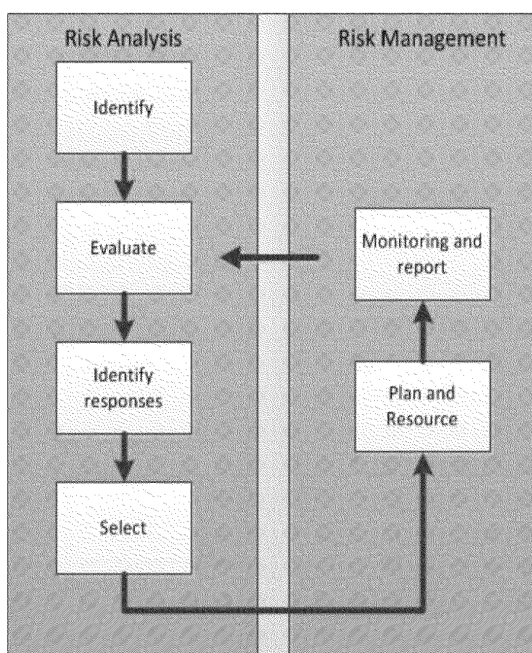 Risk Analysis
Identify
Evaluate
Identify
responses
Select
Risk Management
Monitoring and
report
Plan and
Resource